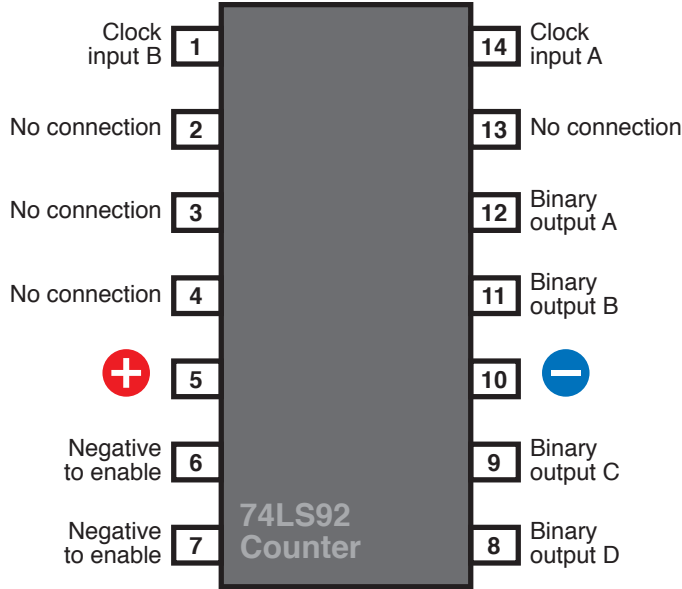 Clock
input B
1
No connection
2
No connection
3
No connection
4
+
5
Negative
to enable
6
Negative
to enable
7
14
Clock
input A
13
No connection
12
Binary
output A
11
Binary
output B
10
−
9
Binary
output C
8
Binary
output D
74LS92
Counter